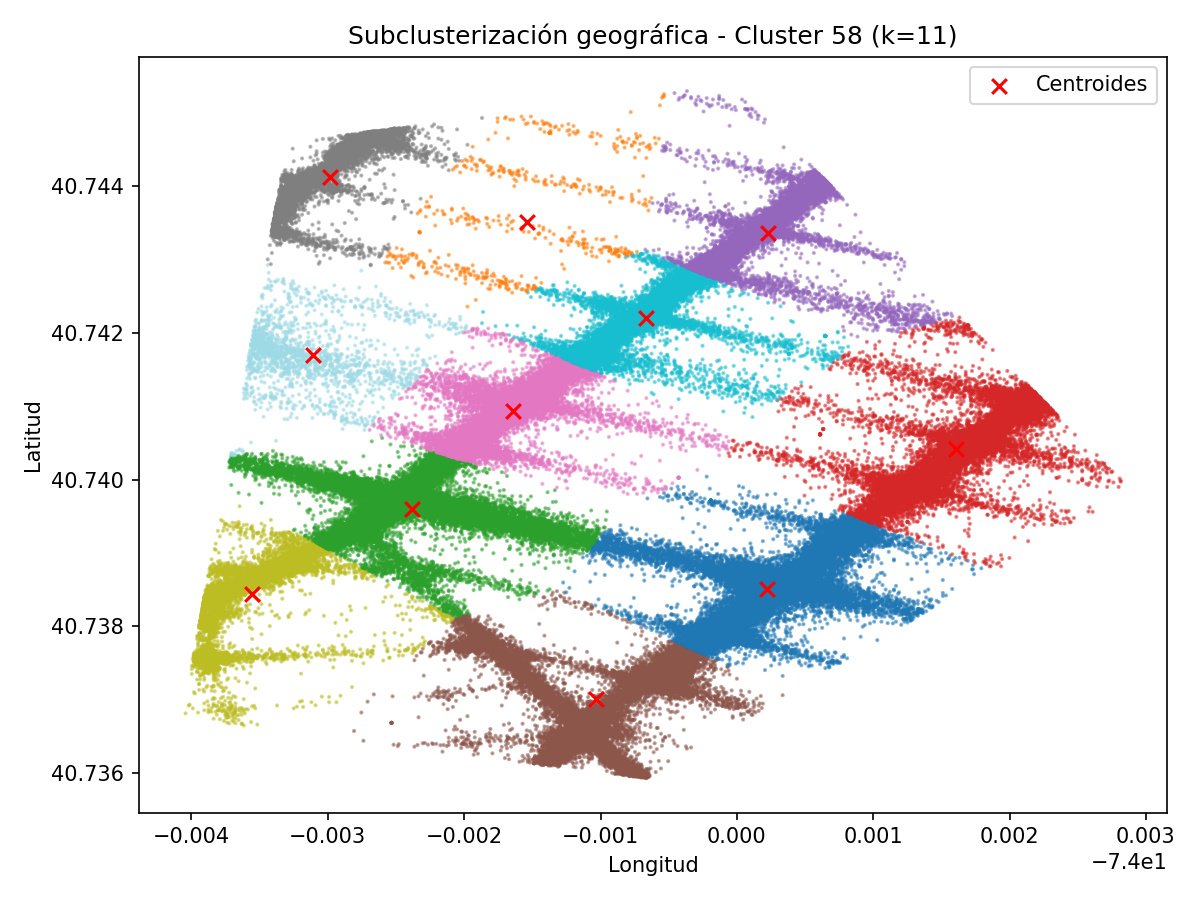 Subclusterización geográfica - Cluster 58 (k=11)
Centroides
Latitud
40.744
40.742
40.740
40.738
40.736
−0.004 −0.003 −0.002 −0.001 0.000 0.001 0.002 0.003
−7.4e1
Longitud